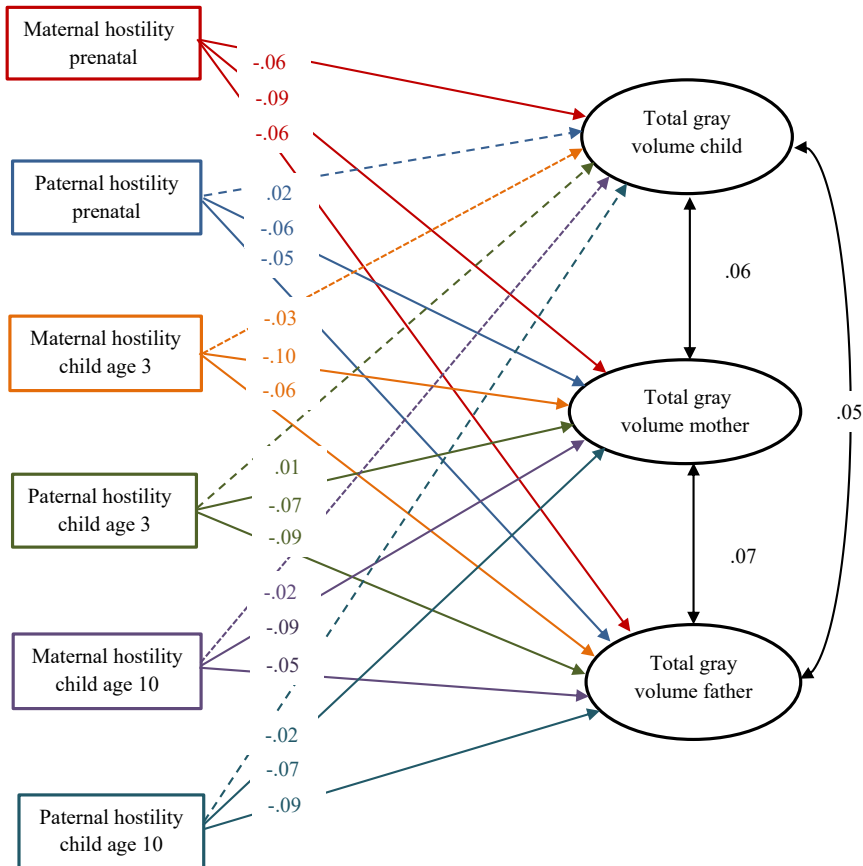 Maternal hostility
prenatal
-.06
-.09
-.06
Paternal hostility
prenatal
.02
-.06
-.05
Maternal hostility
child age 3
-.03
-.10
-.06
Paternal hostility
child age 3
.01
-.07
-.09
Maternal hostility
child age 10
-.02
-.09
-.05
Paternal hostility
child age 10
-.02
-.07
-.09
Total gray
volume child
.06
Total gray
volume mother
.05
.07
Total gray
volume father